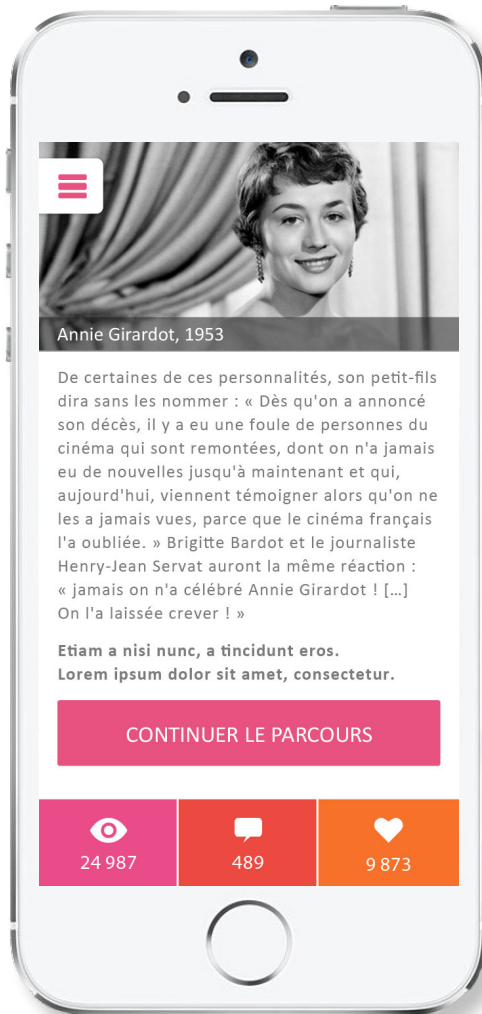 Annie Girardot, 1953
De certaines de ces personnalités, son petit-fils
dira sans les nommer : « Dès qu'on a annoncé
son décès, il y a eu une foule de personnes du
cinéma qui sont remontées, dont on n'a jamais
eu de nouvelles jusqu'à maintenant et qui,
aujourd'hui, viennent témoigner alors qu'on ne
les a jamais vues, parce que le cinéma français
l'a oubliée. » Brigitte Bardot et le journaliste
Henry-Jean Servat auront la même réaction :
« jamais on n'a célébré Annie Girardot ! [...]
On l'a laissée crever ! »
Etiam a nisi nunc, a tincidunt eros.
Lorem ipsum dolor sit amet, consectetur.
CONTINUER LE PARCOURS
24 987 489 9 873